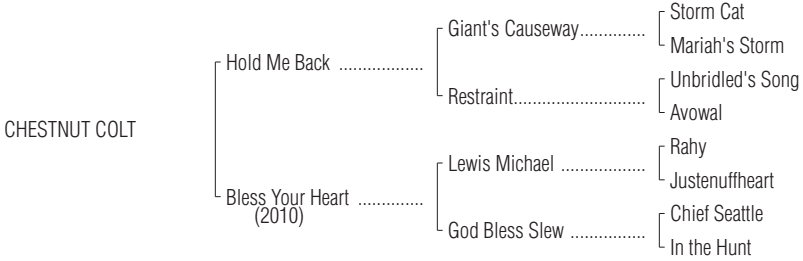 Storm Cat
Giant's Causeway..............
Mariah's Storm
Hold Me Back ..................
Unbridled's Song
Restraint............................
Avowal
CHESTNUT COLT
Rahy
Lewis Michael ..................
Justenuffheart
Bless Your Heart ..............
(2010)
Chief Seattle
God Bless Slew ................
In the Hunt